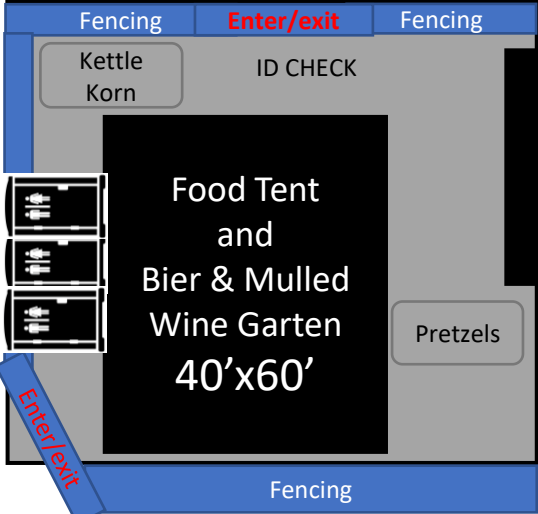 Fencing
Enter/exit
Fencing
Kettle
Korn
ID CHECK
Food Tent
and
Bier & Mulled
Wine Garten
40’x60’
Pretzels
Enter/exit
Fencing